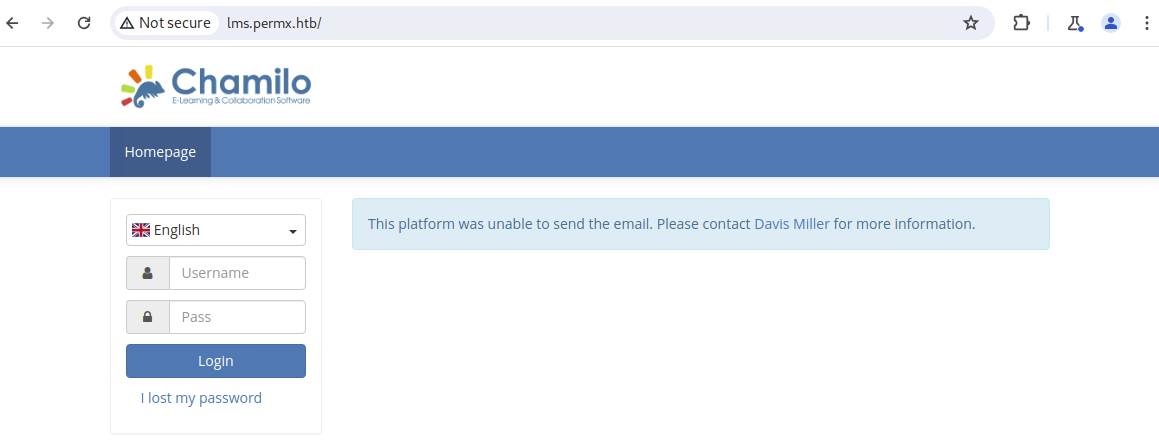 Not secure lms.permx.htb/
Chamilo
E-Learning & Collaboration Software
Homepage
English
Username
Pass
Login
I lost my password
This platform was unable to send the email. Please contact Davis Miller for more information.